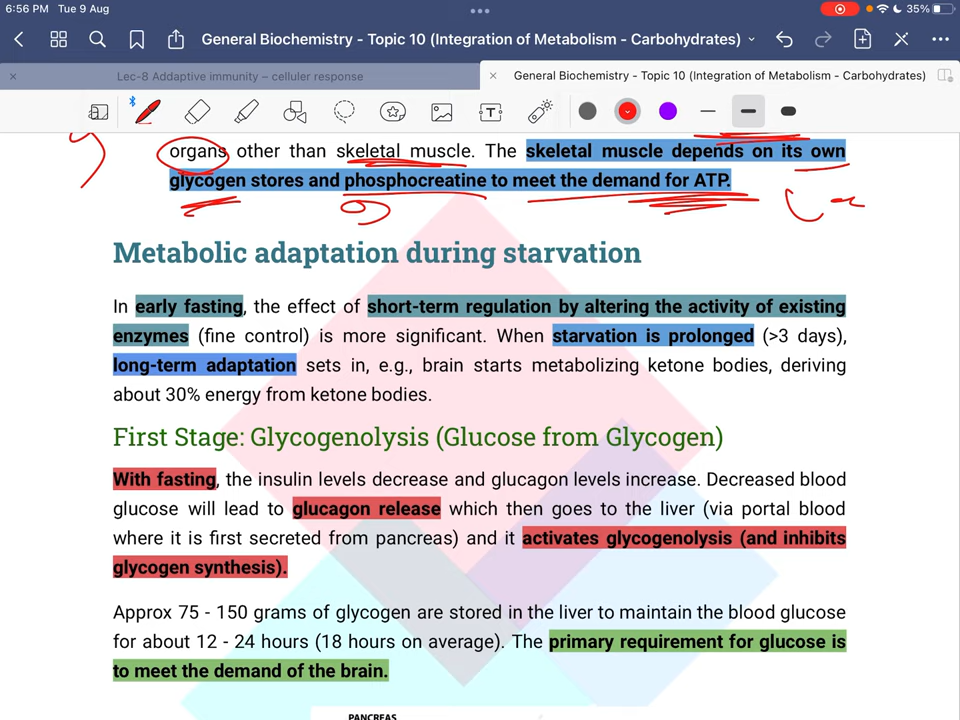 6:56 PM Tue 9 Aug 35%
General Biochemistry - Topic 10 (Integration of Metabolism - Carbohydrates)
Lec-8 Addaptive immunity – celluler response
General Biochemistry - Topic 10 (Integration of Metabolism - Carbohydrates)
organs other than skeletal muscle. The skeletal muscle depends on its own
glycogen stores and phosphocreatine to meet the demand for ATP.
Metabolic adaptation during starvation
In early fasting, the effect of short-term regulation by altering the activity of existing
enzymes (fine control) is more significant. When starvation is prolonged (>3 days),
long-term adaptation sets in, e.g., brain starts metabolizing ketone bodies, deriving
about 30% energy from ketone bodies.
First Stage: Glycogenolysis (Glucose from Glycogen)
With fasting, the insulin levels decrease and glucagon levels increase. Decreased blood
glucose will lead to glucagon release which then goes to the liver (via portal blood
where it is first secreted from pancreas) and it activates glycogenolysis (and inhibits
glycogen synthesis).
Approx 75 - 150 grams of glycogen are stored in the liver to maintain the blood glucose
for about 12 - 24 hours (18 hours on average). The primary requirement for glucose is
to meet the demand of the brain.
PANCREAS